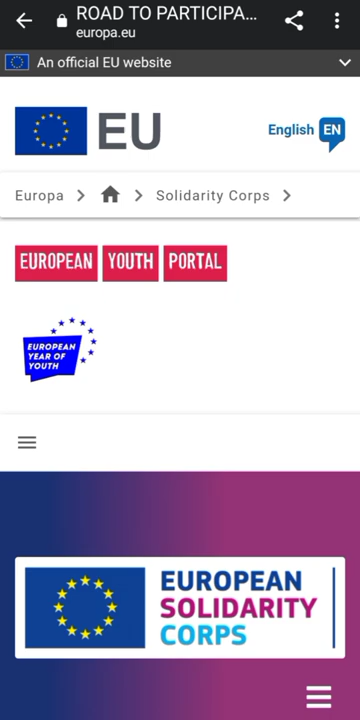 ROAD TO PARTICIPA...
europa.eu
An official EU website
EU
English EN
Europa > > Solidarity Corps >
EUROPEAN YOUTH PORTAL
EUROPEAN
YEAR OF
YOUTH
EUROPEAN
SOLIDARITY
CORPS